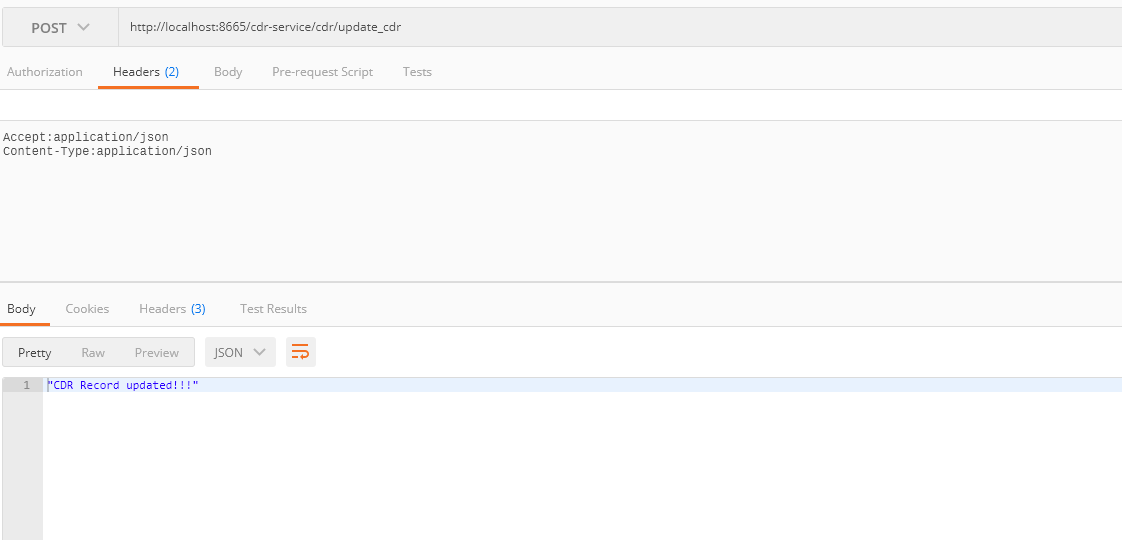 POST http://localhost:8665/cdr-service/cdr/update_cdr
Authorization Headers (2) Body Pre-request Script Tests
Accept:application/json
Content-Type:application/json
Body Cookies Headers (3) Test Results
Pretty Raw Preview JSON
1 "CDR Record updated!!!"